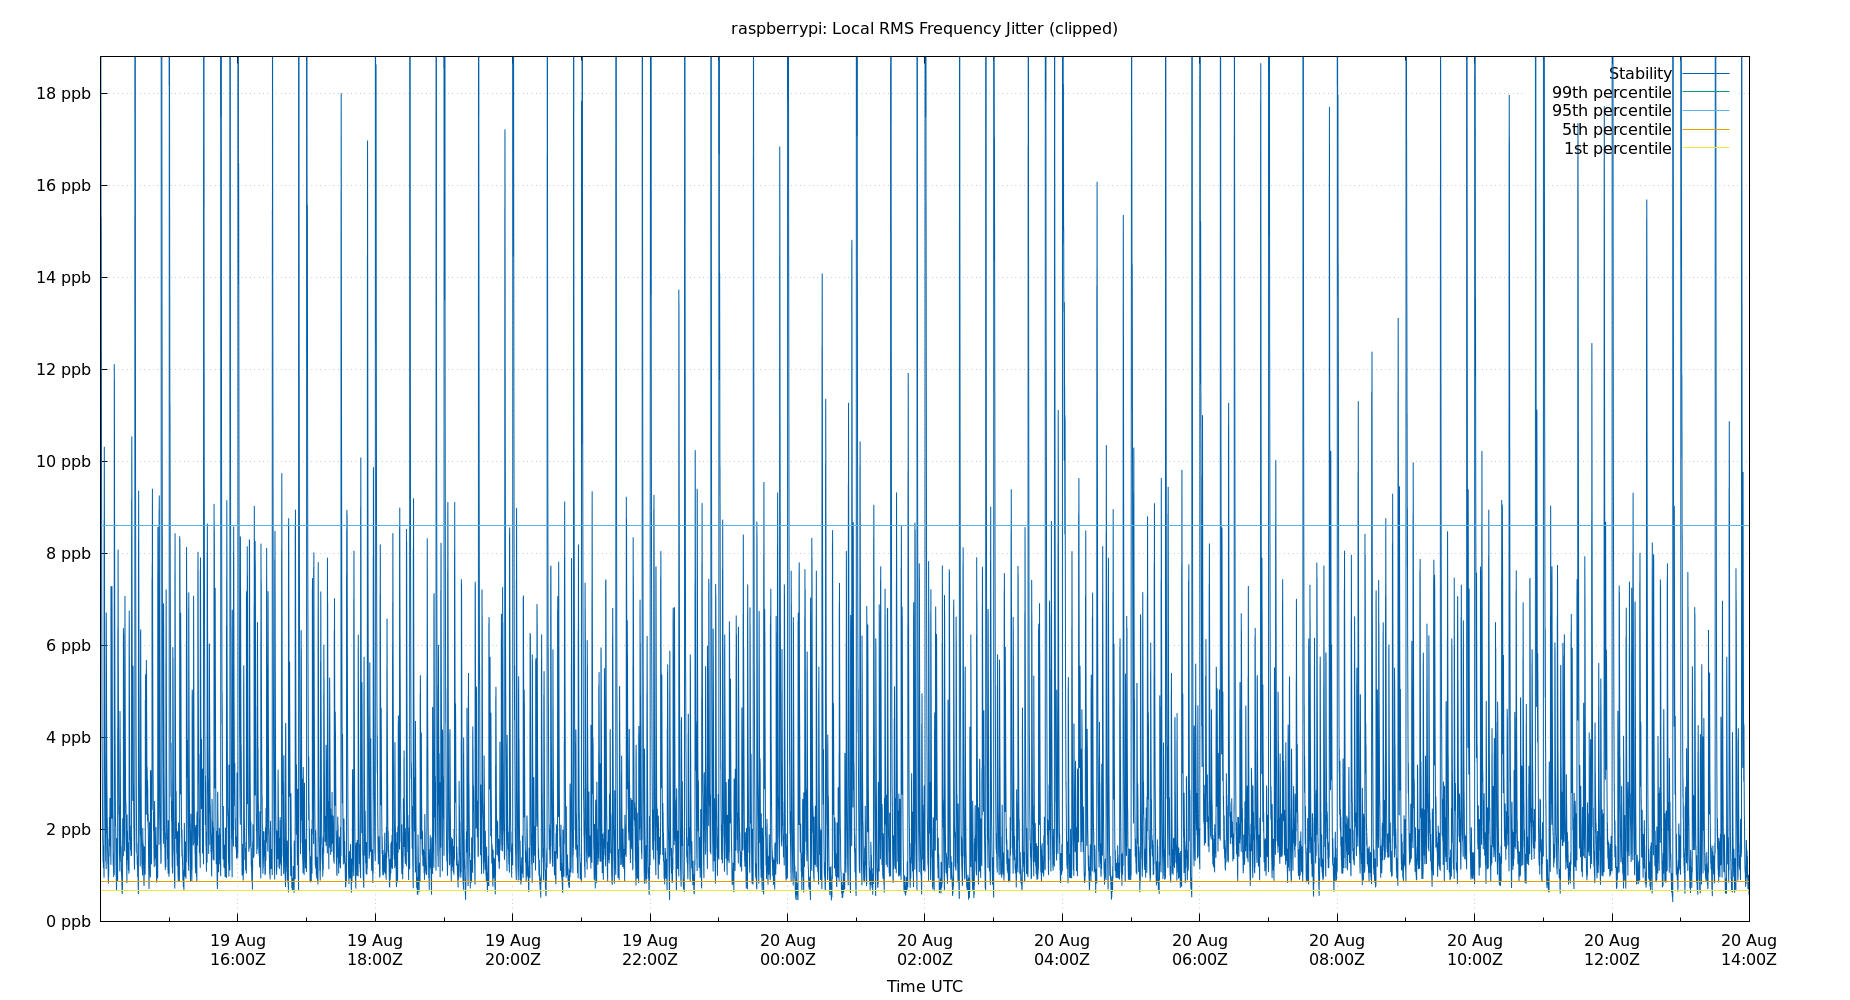 raspberrypi: Local RMS Frequency Jitter (clipped)
Stability
99th percentile
95th percentile
5th percentile
1st percentile
18 ppb
16 ppb
14 ppb
12 ppb
10 ppb
8 ppb
6 ppb
4 ppb
2 ppb
0 ppb
19 Aug 19 Aug 19 Aug 19 Aug 20 Aug 20 Aug 20 Aug 20 Aug 20 Aug 20 Aug 20 Aug 20 Aug
16:00Z 18:00Z 20:00Z 22:00Z 00:00Z 02:00Z 04:00Z 06:00Z 08:00Z 10:00Z 12:00Z 14:00Z
Time UTC